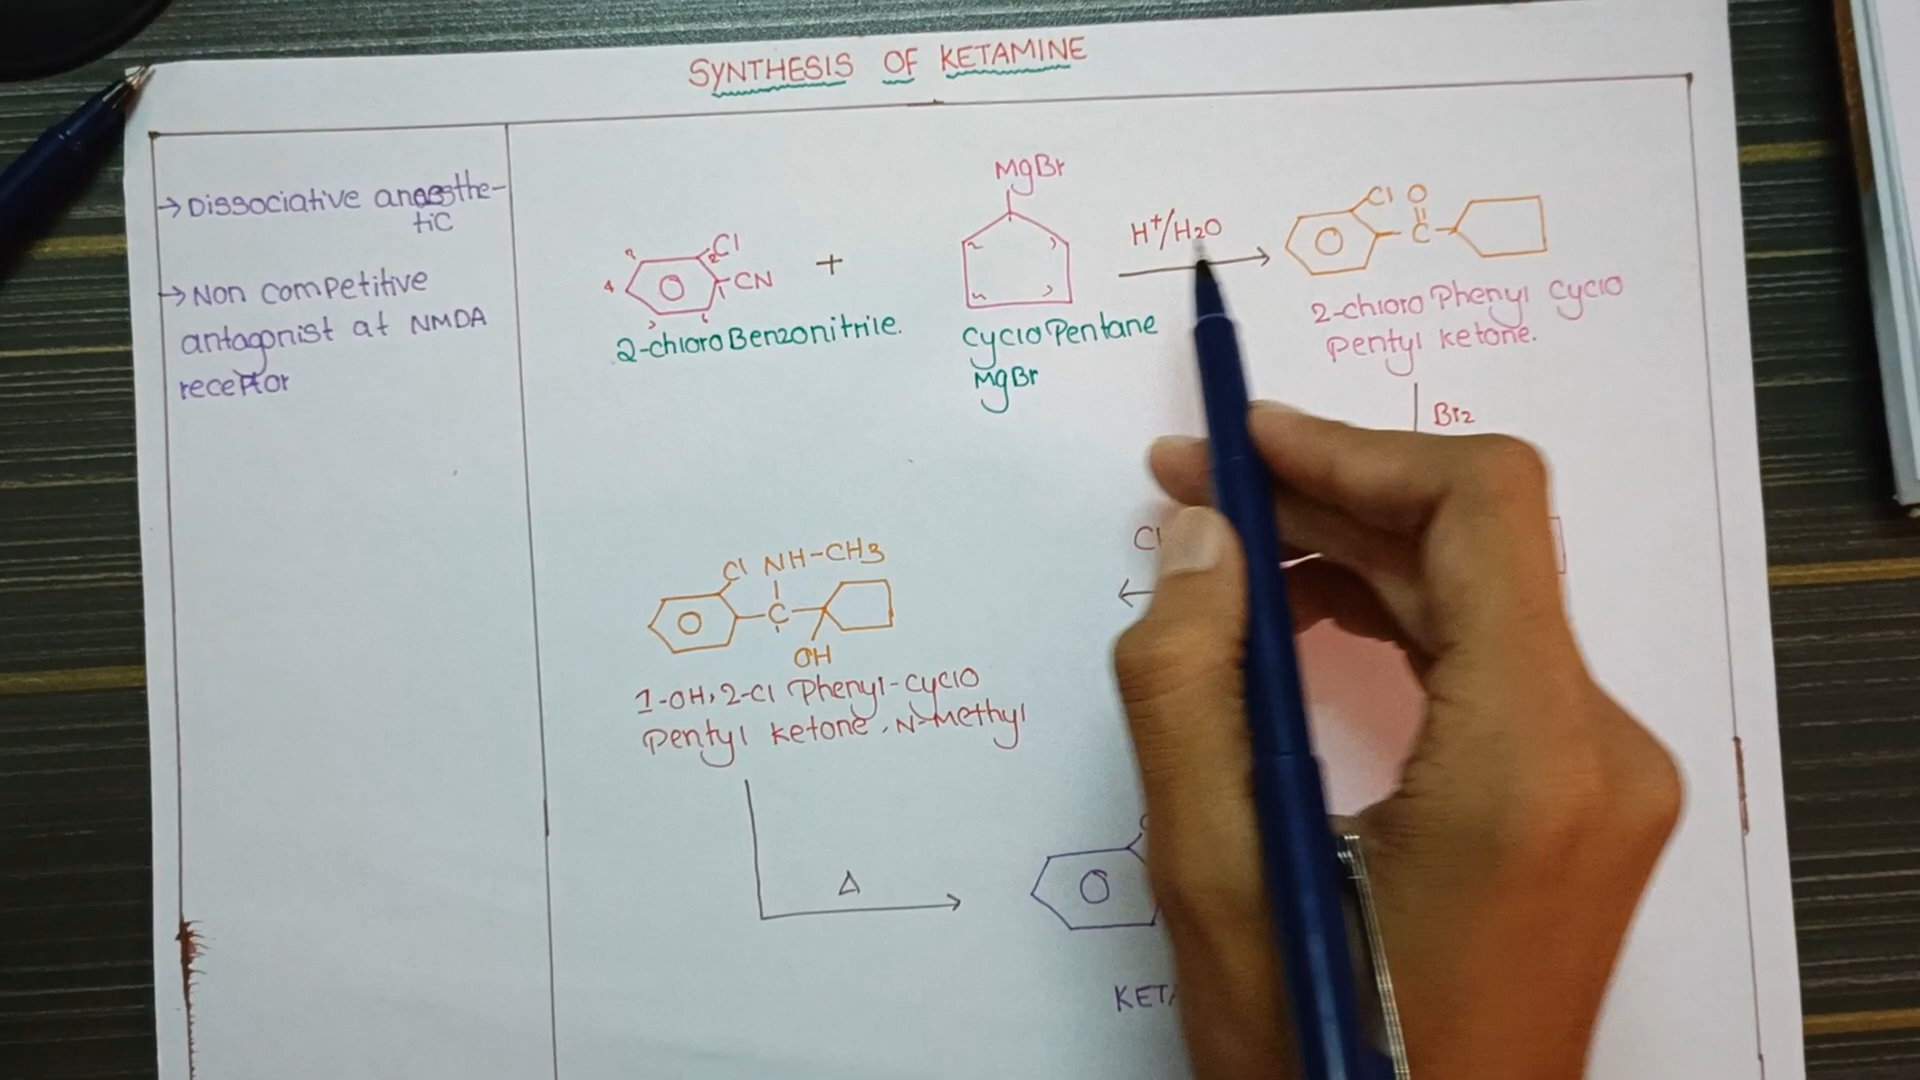 SYNTHESIS OF KETAMINE
→ Dissociative anaesthe-
tic
→ Non competitive
antagonist at NMDA
receptor
Cl
CN
2-chloro Benzonitrile.
+
MgBr
cyclo Pentane
MgBr
H⁺/H₂O
Cl O
C
2-chloro Phenyl cyclo
pentyl ketone.
Br₂
Cl NH-CH₃
C
OH
1-OH, 2-Cl Phenyl-cyclo
pentyl ketone, N-Methyl
Δ